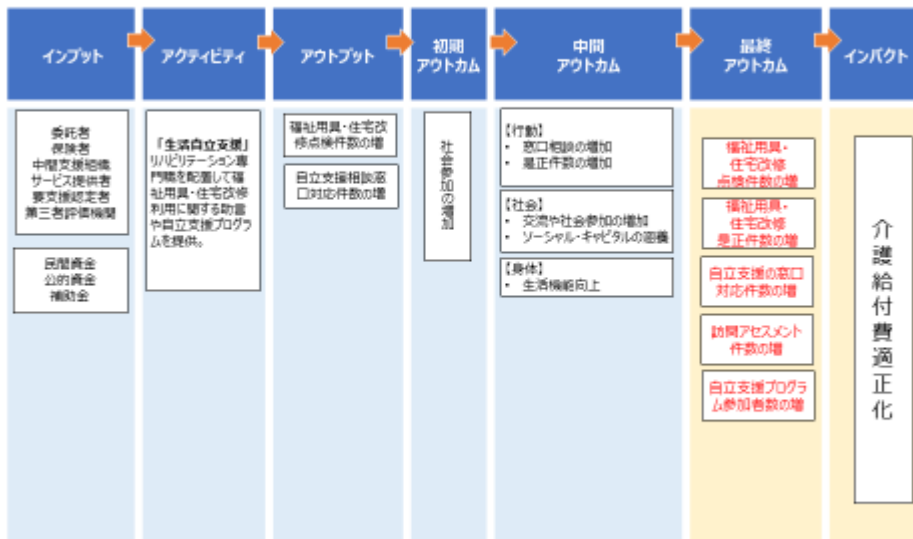 インプット
アクティビティ
アウトプット
初期
アウトカム
中間
アウトカム
最終
アウトカム
インパクト
委託者
保険者
中間支援組織
サービス提供者
要支援認定者
第三者評価機関
民間資金
公的資金
補助金
「生活自立支援」
リハビリテーション専
門職を配置して福
祉用具・住宅改修
利用に関する助言
や自立支援プログラ
ムを提供。
福祉用具・住宅改
修点検件数の増
自立支援相談窓
口対応件数の増
社会参加の増加
【行動】
・ 窓口相談の増加
・ 是正件数の増加
【社会】
・ 交流や社会参加の増加
・ ソーシャル・キャピタルの涵養
【身体】
・ 生活機能向上
福祉用具・
住宅改修
点検件数の増
福祉用具・
住宅改修
是正件数の増
自立支援の窓口
対応件数の増
訪問アセスメント
件数の増
自立支援プログラ
ム参加者数の増
介護給付費適正化